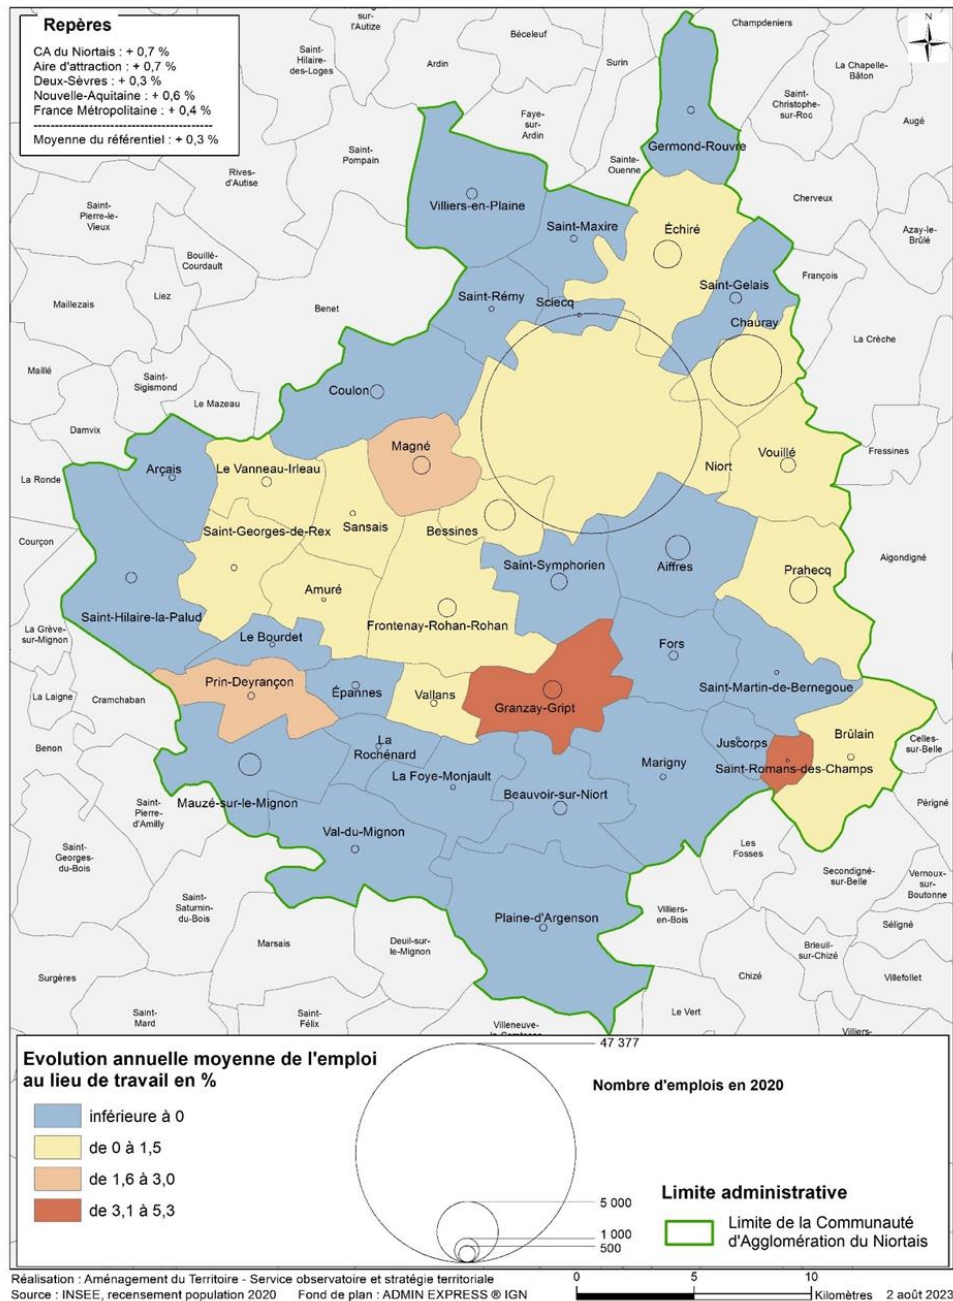 Repères
CA du Niortais : + 0,7 %
Aire d'attraction : + 0,7 %
Deux-Sèvres : + 0,3 %
Nouvelle-Aquitaine : + 0,6 %
France Métropolitaine : + 0,4 %
Moyenne du référentiel : + 0,3 %
sur-
l'Autize
Saint-
Hilaire-
des-Loges
Ardin
Béceleuf
Surin
Champdeniers
N
La Chapelle-
Bâton
Saint-
Christophe-
sur-Roc
Augé
Faye-
sur-
Ardin
Saint-
Pompain
Sainte-
Ouenne
Germond-Rouvre
Rives-
d'Autise
Cherveux
Saint-
Pierre-le-
Vieux
Villiers-en-Plaine
Saint-Maxire
Échiré
Azay-le-
Brûlé
Bouillé-
Courdault
François
Maillezais
Liez
Benet
Saint-Rémy
Sciecq
Saint-Gelais
Chauray
La Crèche
Maillé
Saint-
Sigismond
Le Mazeau
Coulon
Damvix
Magné
La Ronde
Arçais
Le Vanneau-Irleau
Niort
Vouillé
Fressines
Saint-Georges-de-Rex
Sansais
Bessines
Courçon
Saint-Symphorien
Aiffres
Prahecq
Aigondigné
Amuré
Saint-Hilaire-la-Palud
Frontenay-Rohan-Rohan
La Grève-
sur-Mignon
Le Bourdet
Fors
La Laigne
Cramchaban
Prin-Deyrançon
Épannes
Vallans
Granzay-Gript
Saint-Martin-de-Bernegoue
Benon
La
Rochénard
Juscorps
Brûlain
Celles-
sur-Belle
La Foye-Monjault
Marigny
Saint-Romans-des-Champs
Mauzé-sur-le-Mignon
Beauvoir-sur-Niort
Périgné
Saint-
Pierre-
d'Amilly
Val-du-Mignon
Saint-
Georges-
du-Bois
Les
Fosses
Secondigné-
sur-Belle
Vernoux-
sur-
Boutonne
Saint-
Saturnin-
du-Bois
Plaine-d'Argenson
Villiers-
en-Bois
Séligné
Marsais
Deuil-sur-
le-Mignon
Brieuil-
sur-Chizé
Surgères
Chizé
Villefollet
Saint-
Mard
Saint-
Félix
Villeneuve-
Le Vert
Villiers-
Evolution annuelle moyenne de l'emploi
au lieu de travail en %
inférieure à 0
de 0 à 1,5
de 1,6 à 3,0
de 3,1 à 5,3
47 377
Nombre d'emplois en 2020
5 000
1 000
500
Limite administrative
Limite de la Communauté
d'Agglomération du Niortais
Réalisation : Aménagement du Territoire - Service observatoire et stratégie territoriale
Source : INSEE, recensement population 2020 Fond de plan : ADMIN EXPRESS ® IGN
0 5 10
Kilomètres 2 août 2023